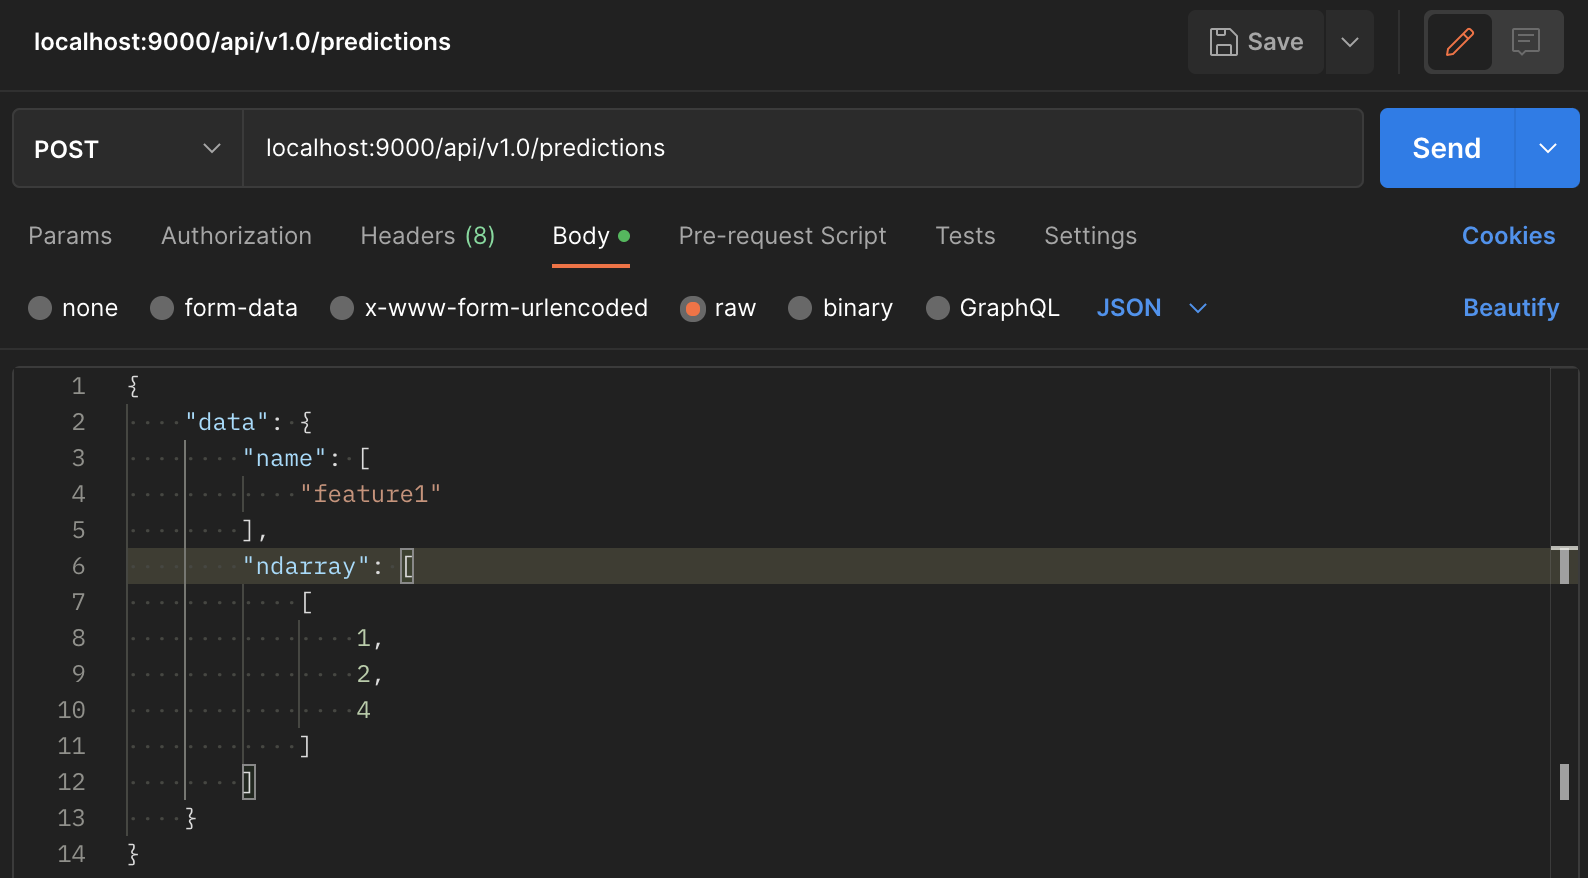 localhost:9000/api/v1.0/predictions
Save
POST
localhost:9000/api/v1.0/predictions
Send
Params Authorization Headers (8) Body Pre-request Script Tests Settings Cookies
none form-data x-www-form-urlencoded raw binary GraphQL JSON Beautify
1 {
2 "data": {
3 "name": [
4 "feature1"
5 ],
6 "ndarray": [
7 [
8 1,
9 2,
10 4
11 ]
12 ]
13 }
14 }